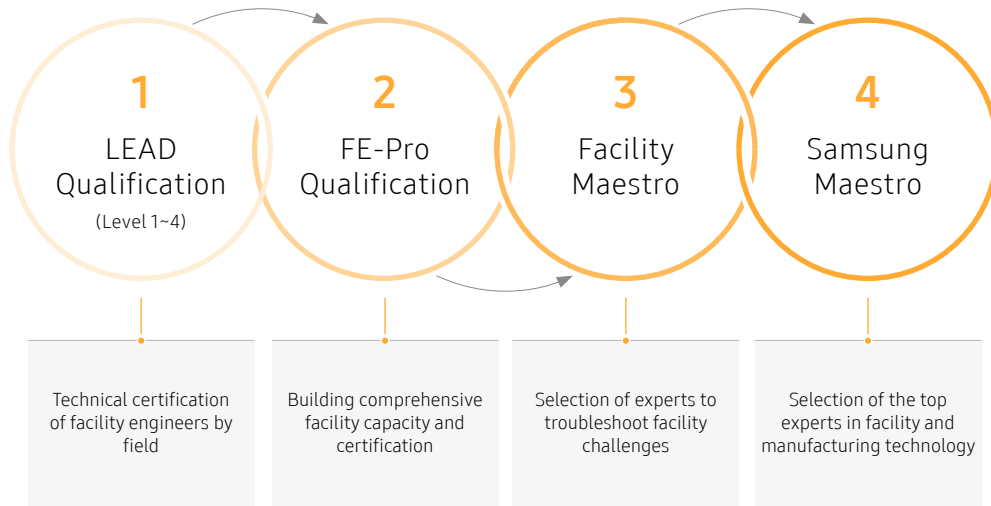 1
LEAD
Qualification
(Level 1~4)
2
FE-Pro
Qualification
3
Facility
Maestro
4
Samsung
Maestro
Technical certification
of facility engineers by
field
Building comprehensive
facility capacity and
certification
Selection of experts to
troubleshoot facility
challenges
Selection of the top
experts in facility and
manufacturing technology